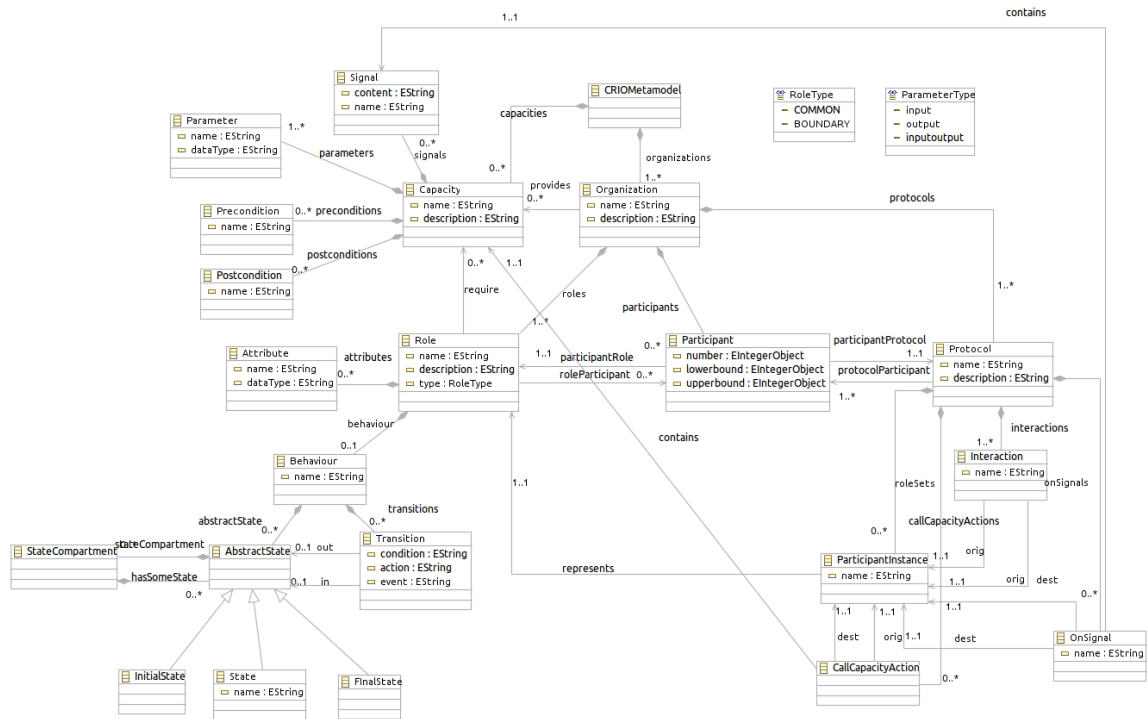 1..1
contains
Signal
content : EString
name : EString
CRIOMetamodel
RoleType
COMMON
BOUNDARY
ParameterType
input
output
inputoutput
capacities
Parameter
name : EString
dataType : EString
1..*
parameters
0..*
signals
organizations
0..*
1..*
Capacity
name : EString
description : EString
provides
0..*
Organization
name : EString
description : EString
protocols
Precondition
name : EString
0..*
preconditions
postconditions
Postcondition
name : EString
0..*
0..*
1..1
require
roles
participants
1..*
1..*
Role
name : EString
description : EString
type : RoleType
1..1
participantRole
roleParticipant
0..*
0..*
Participant
number : EIntegerObject
lowerbound : EIntegerObject
upperbound : EIntegerObject
participantProtocol
1..1
protocolParticipant
1..*
Protocol
name : EString
description : EString
Attribute
name : EString
dataType : EString
attributes
0..*
behaviour
0..1
contains
interactions
1..*
Behaviour
name : EString
Interaction
name : EString
1..1
roleSets
onSignals
abstractState
0..*
0..*
transitions
0..*
callCapacityActions
StateCompartment
stateCompartment
AbstractState
0..1
out
Transition
condition : EString
action : EString
event : EString
hasSomeState
0..1
in
0..*
represents
1..1
orig
ParticipantInstance
name : EString
1..1
orig
dest
1..1
1..1
1..1
1..1
0..*
dest
orig
dest
OnSignal
name : EString
InitialState
State
name : EString
FInalState
CallCapacityAction
0..*